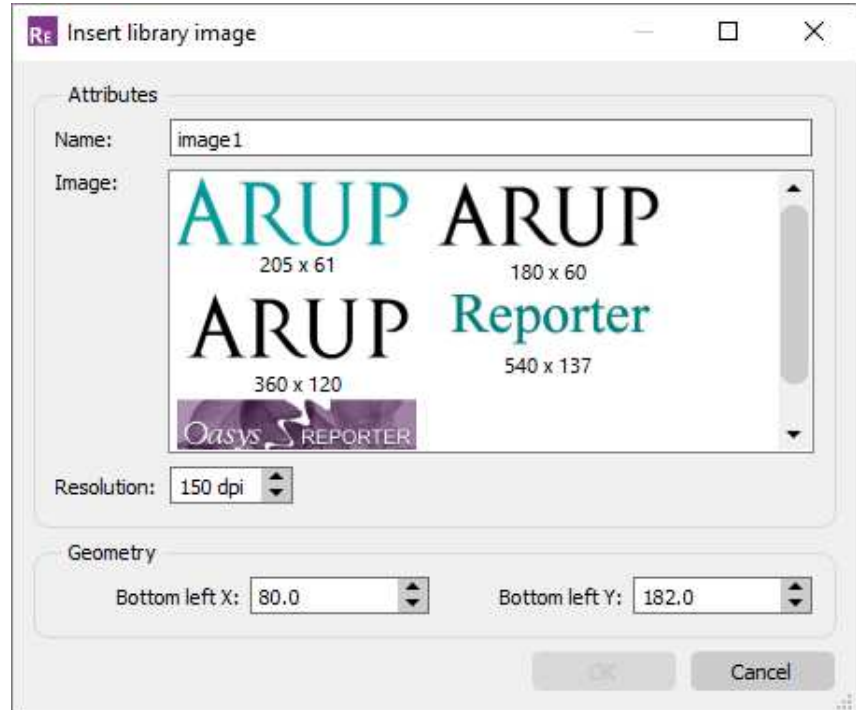 RE Insert library image
Attributes
Name: image1
Image:
ARUP ARUP
205 x 61 180 x 60
ARUP Reporter
360 x 120 540 x 137
Oasys REPORTER
Resolution: 150 dpi
Geometry
Bottom left X: 80.0 Bottom left Y: 182.0
OK Cancel